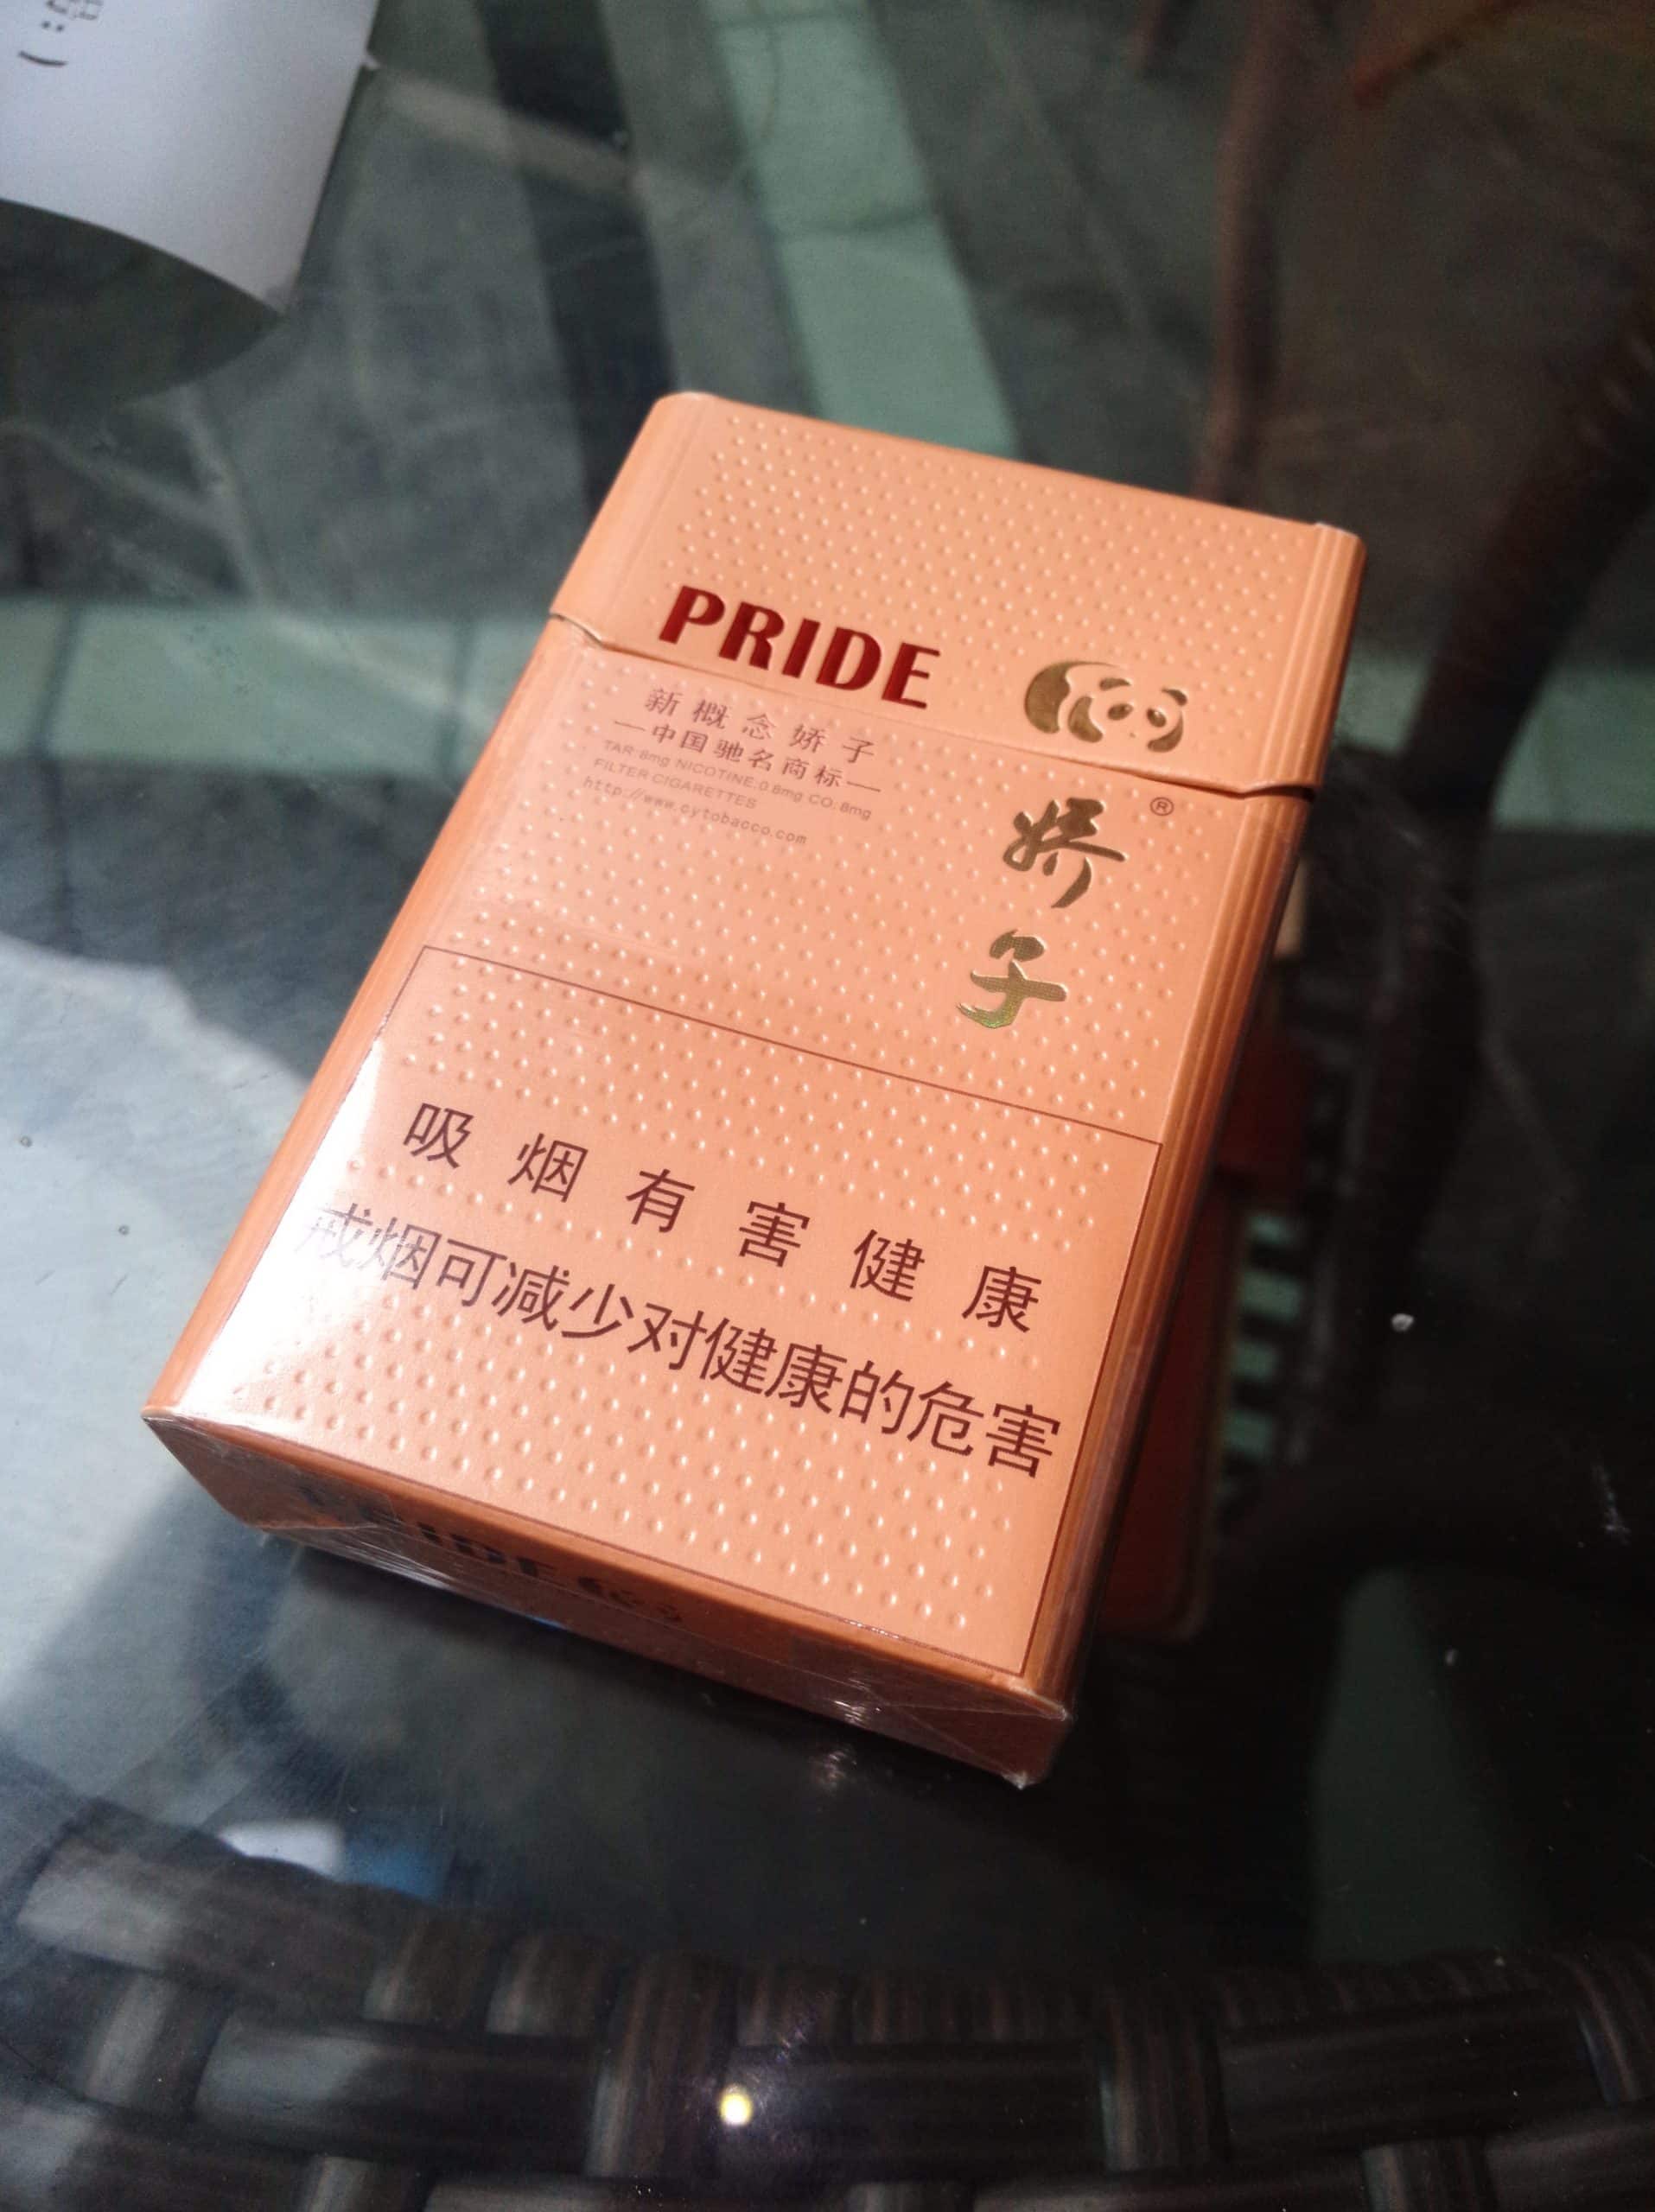 PRIDE
新概念娇子
—中国驰名商标—
TAR:8mg NICOTINE:0.8mg CO:8mg
FILTER CIGARETTES
http://www.cytobacco.com
娇子®
吸烟有害健康
戒烟可减少对健康的危害
PRIDE